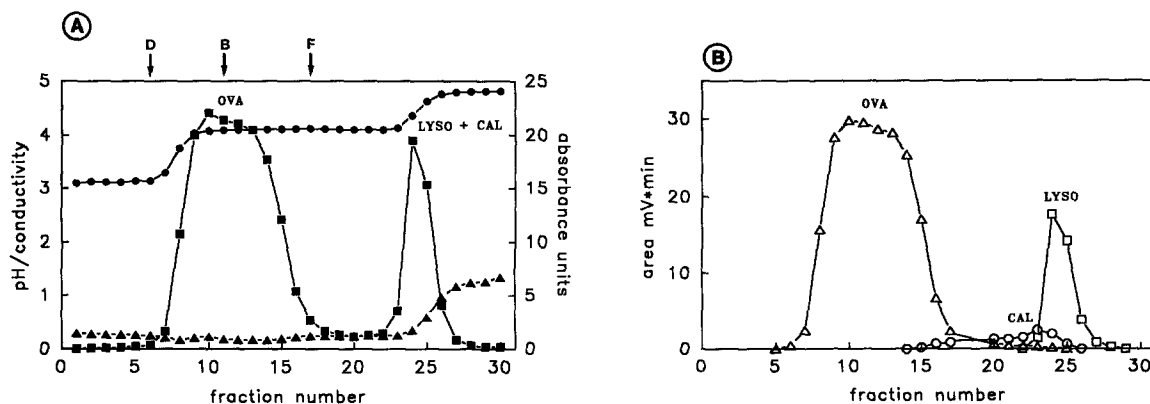 A
D B F
5
4
3
2
1
0
pH/conductivity
OVA
LYSO + CAL
25
20
15
10
5
0
absorbance units
0 5 10 15 20 25 30
fraction number
B
30
20
10
0
area mV*min
OVA
LYSO
CAL
0 5 10 15 20 25 30
fraction number